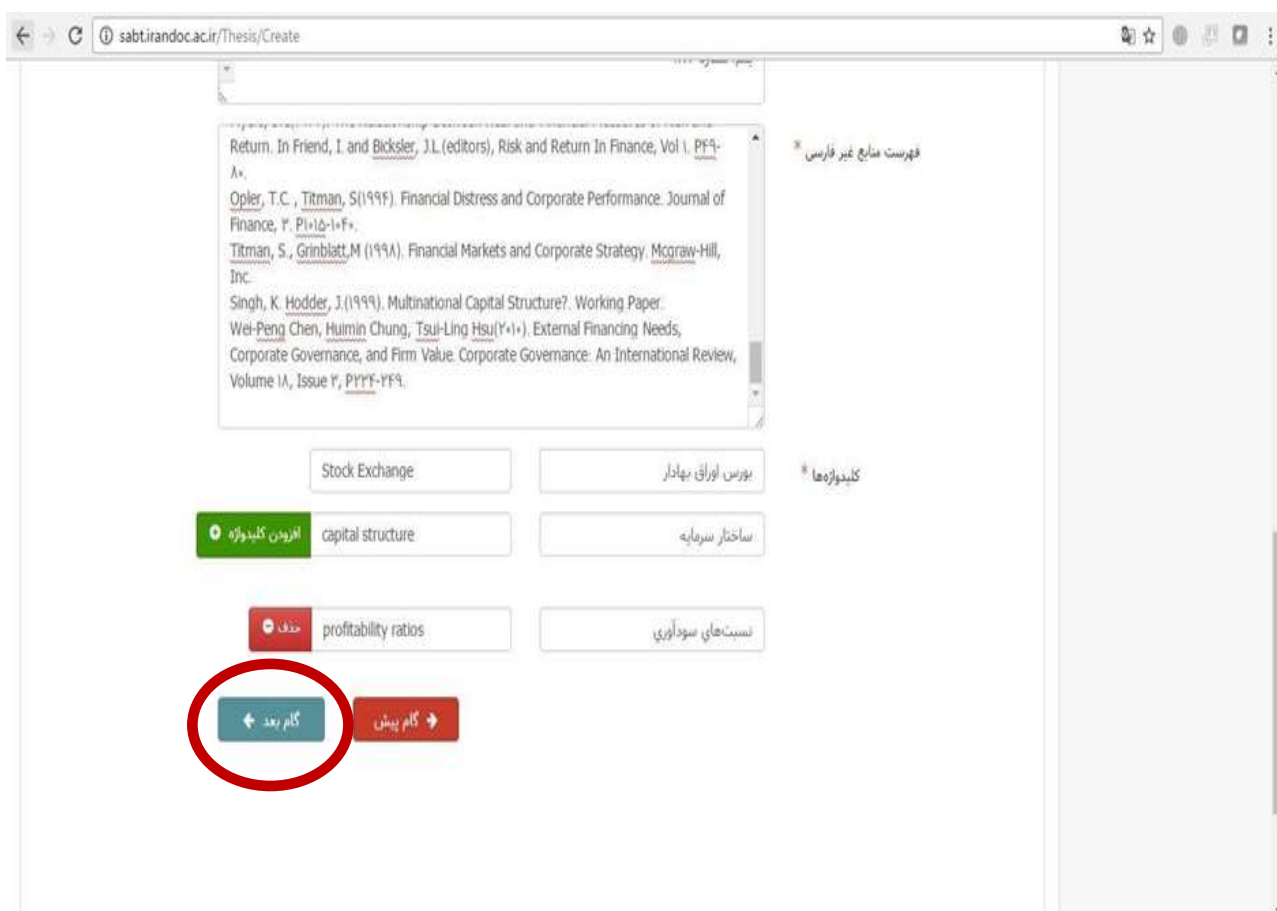 sabt.irandoc.ac.ir/Thesis/Create
فهرست منابع غیر فارسی *
Return. In Friend, I. and Bicksler, J.L.(editors), Risk and Return In Finance, Vol ۱. P۴۹-
۸۰.
Opler, T.C. , Titman, S(۱۹۹۴). Financial Distress and Corporate Performance. Journal of
Finance, ۳. P۱۰۱۵-۱۰۴۰.
Titman, S., Grinblatt,M (۱۹۹۸). Financial Markets and Corporate Strategy. Mcgraw-Hill,
Inc.
Singh, K. Hodder, J.(۱۹۹۹). Multinational Capital Structure?. Working Paper.
Wei-Peng Chen, Huimin Chung, Tsui-Ling Hsu(۲۰۱۰). External Financing Needs,
Corporate Governance, and Firm Value. Corporate Governance: An International Review,
Volume ۱۸, Issue ۳, P۲۳۴-۲۴۹.
کلیدواژه‌ها *
بورس اوراق بهادار
Stock Exchange
ساختار سرمایه
capital structure
افزودن کلیدواژه
نسبت‌هاي سودآوري
profitability ratios
حذف
گام پیش
گام بعد